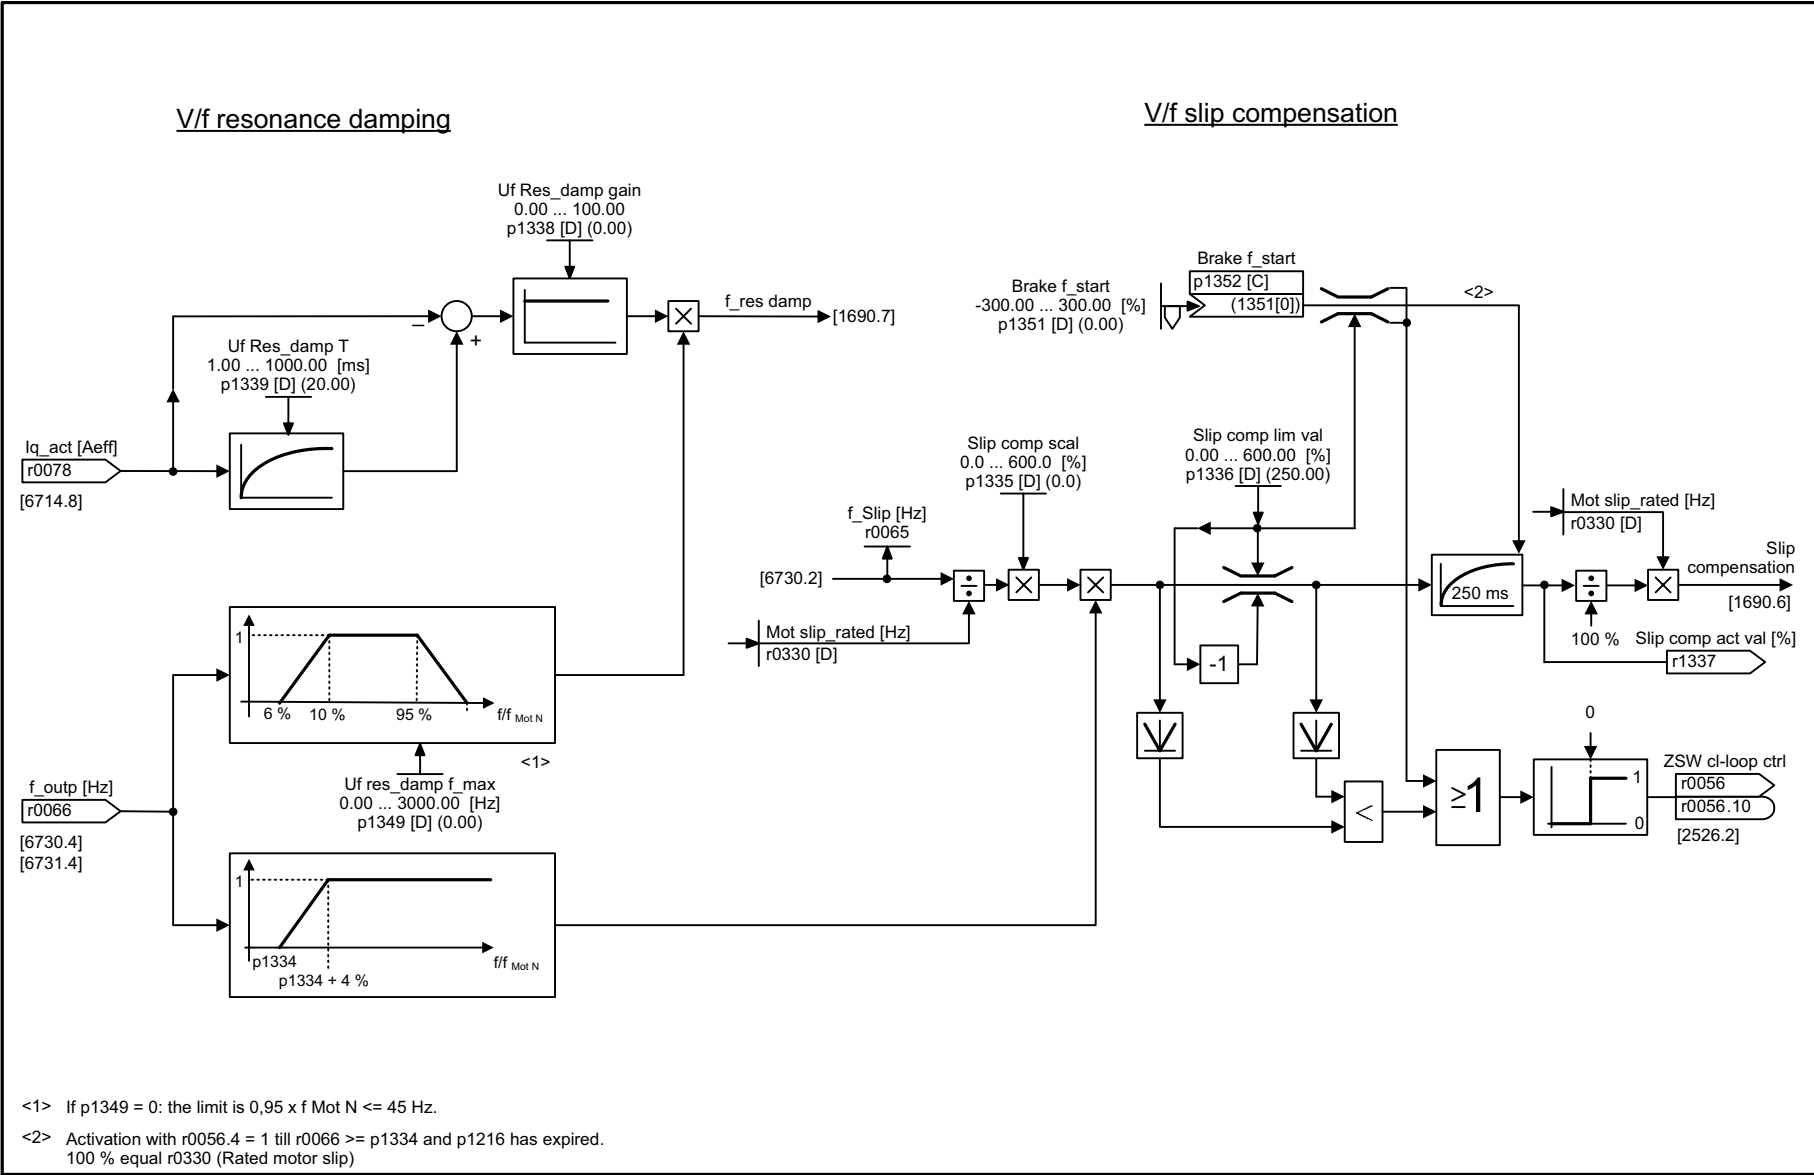 V/f resonance damping
V/f slip compensation
Uf Res_damp gain
0.00 ... 100.00
p1338 [D] (0.00)
f_res damp
[1690.7]
–
+
Uf Res_damp T
1.00 ... 1000.00 [ms]
p1339 [D] (20.00)
Iq_act [Aeff]
r0078
[6714.8]
1
6 %
10 %
95 %
f/f Mot N
<1>
Uf res_damp f_max
0.00 ... 3000.00 [Hz]
p1349 [D] (0.00)
f_outp [Hz]
r0066
[6730.4]
[6731.4]
1
p1334
p1334 + 4 %
f/f Mot N
Brake f_start
-300.00 ... 300.00 [%]
p1351 [D] (0.00)
Brake f_start
p1352 [C]
(1351[0])
<2>
Slip comp scal
0.0 ... 600.0 [%]
p1335 [D] (0.0)
Slip comp lim val
0.00 ... 600.00 [%]
p1336 [D] (250.00)
f_Slip [Hz]
r0065
[6730.2]
÷
×
×
Mot slip_rated [Hz]
r0330 [D]
-1
Mot slip_rated [Hz]
r0330 [D]
250 ms
÷
×
Slip
compensation
[1690.6]
100 %
Slip comp act val [%]
r1337
<
≥1
0
1
0
ZSW cl-loop ctrl
r0056
r0056.10
[2526.2]
<1> If p1349 = 0: the limit is 0,95 x f Mot N <= 45 Hz.
<2> Activation with r0056.4 = 1 till r0066 >= p1334 and p1216 has expired.
100 % equal r0330 (Rated motor slip)